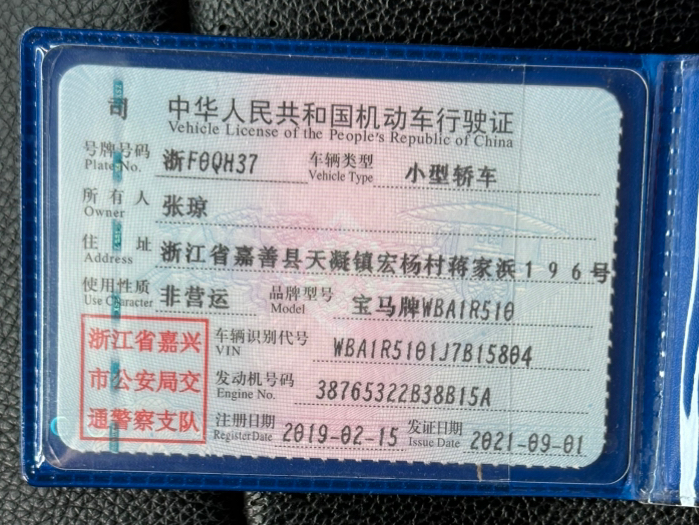 司 中华人民共和国机动车行驶证
Vehicle License of the People's Republic of China
号牌号码 浙F0QH37 车辆类型 小型轿车
Plate No. Vehicle Type
所有人 张琼
Owner
住址 浙江省嘉善县天凝镇宏杨村蒋家浜196号
Address
使用性质 非营运 品牌型号 宝马牌WBA1R510
Use Character Model
浙江省嘉兴
市公安局交
通警察支队
车辆识别代号 WBA1R5101J7B15804
VIN
发动机号码 38765322B38B15A
Engine No.
注册日期 2019-02-15 发证日期 2021-09-01
Register Date Issue Date